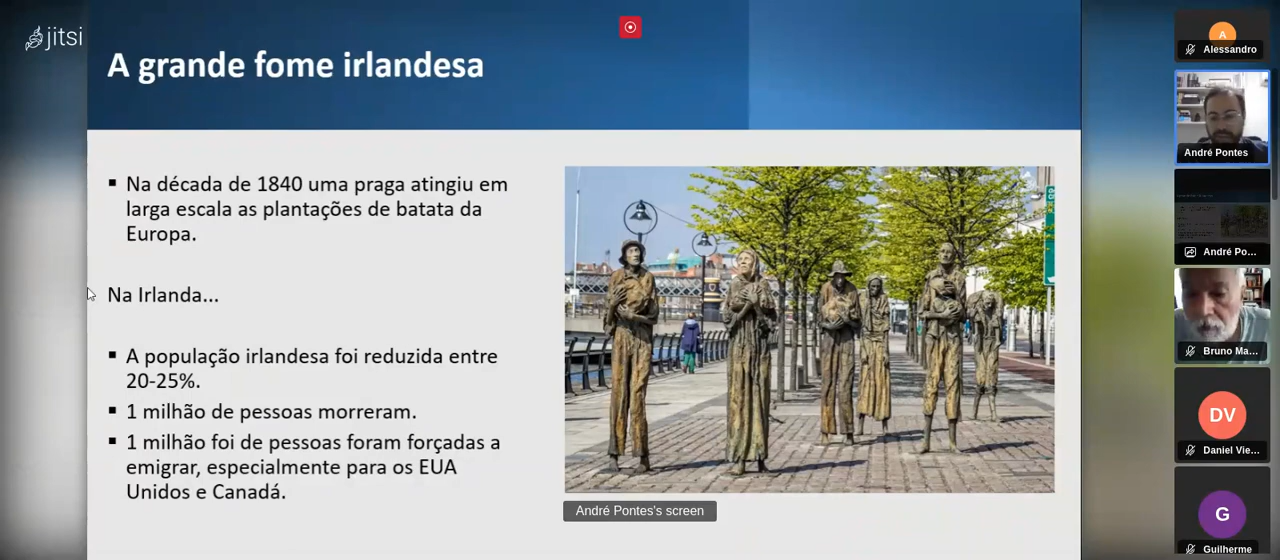 jitsi
A grande fome irlandesa
▪ Na década de 1840 uma praga atingiu em
larga escala as plantações de batata da
Europa.
Na Irlanda...
▪ A população irlandesa foi reduzida entre
20-25%.
▪ 1 milhão de pessoas morreram.
▪ 1 milhão foi de pessoas foram forçadas a
emigrar, especialmente para os EUA
Unidos e Canadá.
André Pontes's screen
A
Alessandro
André Pontes
André Po...
Bruno Ma...
DV
Daniel Vie...
G
Guilherme